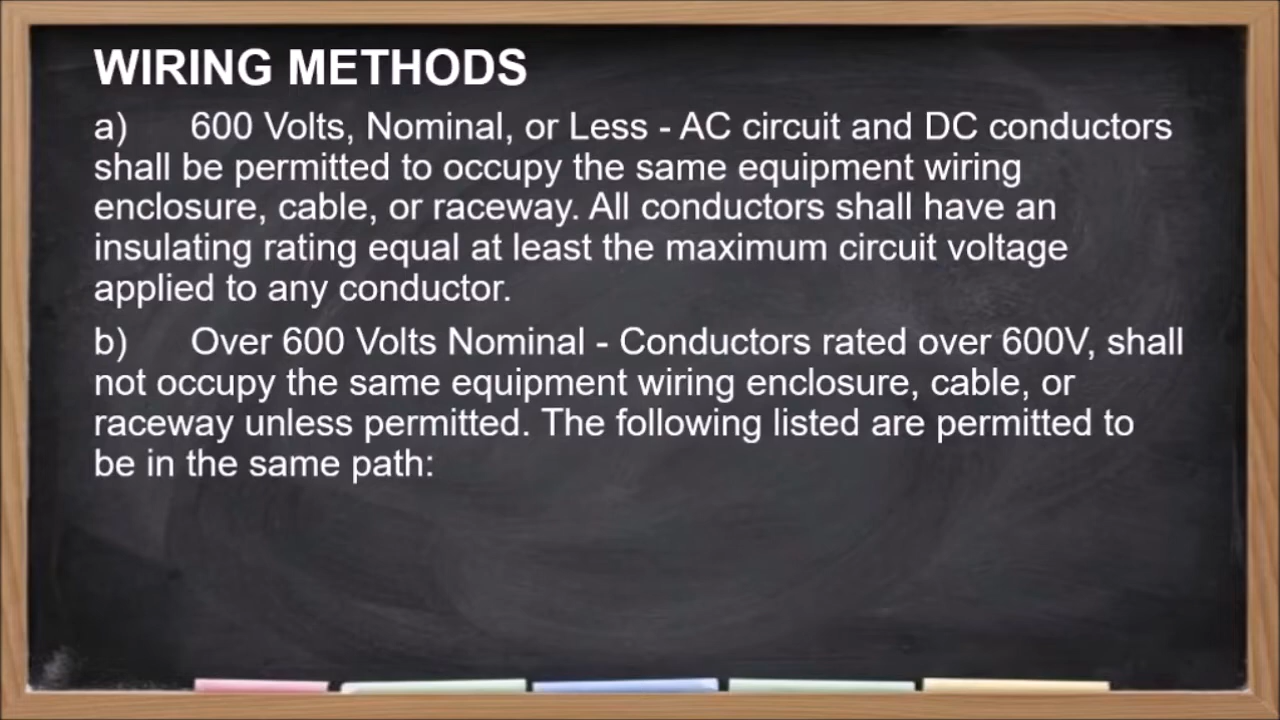 WIRING METHODS
a) 600 Volts, Nominal, or Less - AC circuit and DC conductors
shall be permitted to occupy the same equipment wiring
enclosure, cable, or raceway. All conductors shall have an
insulating rating equal at least the maximum circuit voltage
applied to any conductor.
b) Over 600 Volts Nominal - Conductors rated over 600V, shall
not occupy the same equipment wiring enclosure, cable, or
raceway unless permitted. The following listed are permitted to
be in the same path: